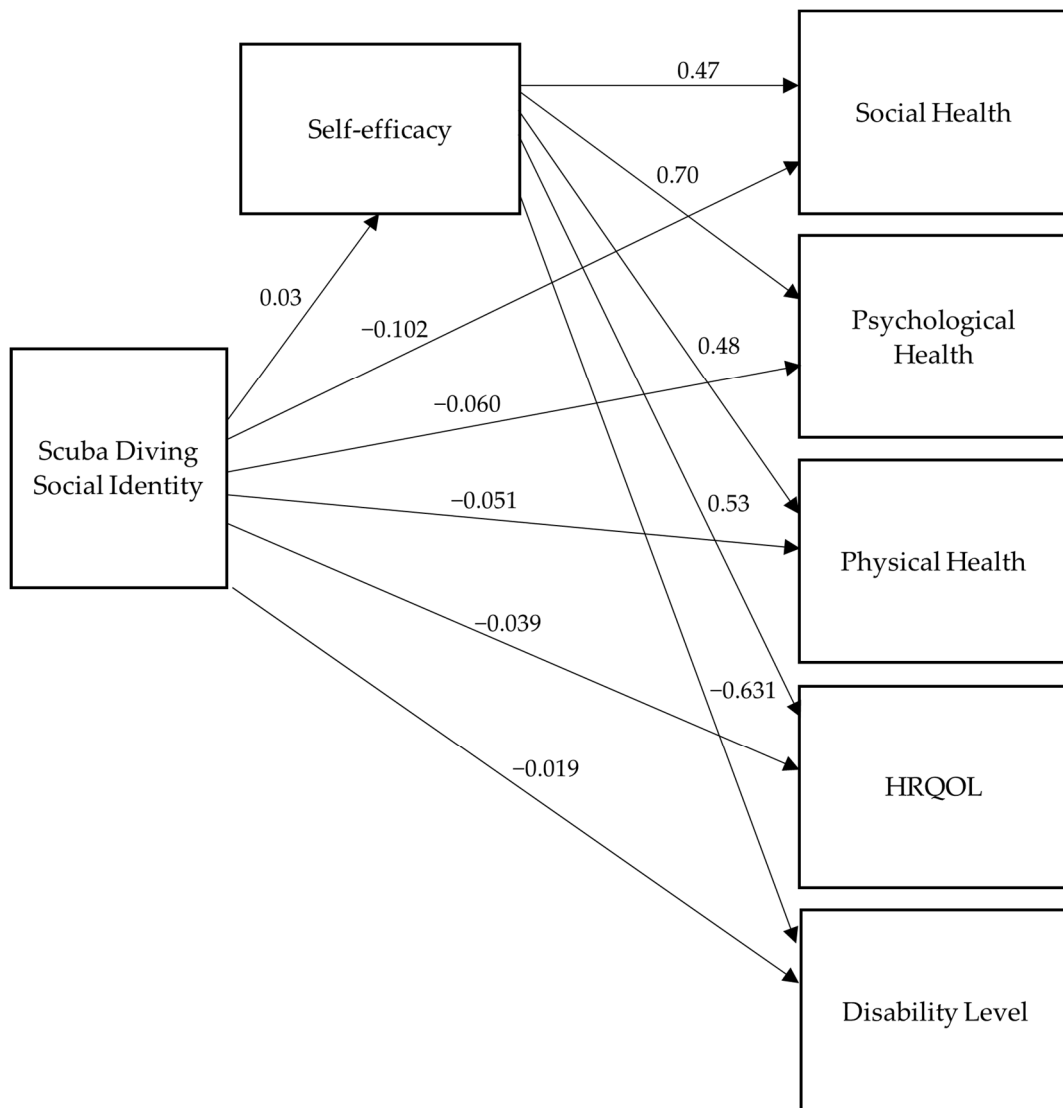 0.47
Social Health
Self-efficacy
0.70
0.03
−0.102
Psychological
Health
0.48
−0.060
Scuba Diving
Social Identity
−0.051
0.53
Physical Health
−0.039
−0.631
−0.019
HRQOL
Disability Level